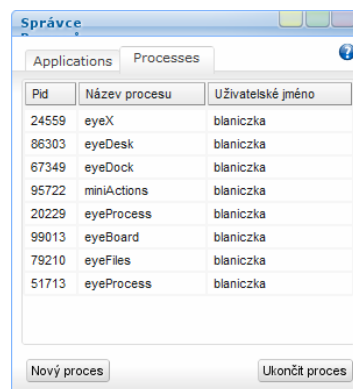 Správce
Applications Processes
Pid Název procesu Uživatelské jméno
24559 eyeX blaniczka
86303 eyeDesk blaniczka
67349 eyeDock blaniczka
95722 miniActions blaniczka
20229 eyeProcess blaniczka
99013 eyeBoard blaniczka
79210 eyeFiles blaniczka
51713 eyeProcess blaniczka
Nový proces Ukončit proces